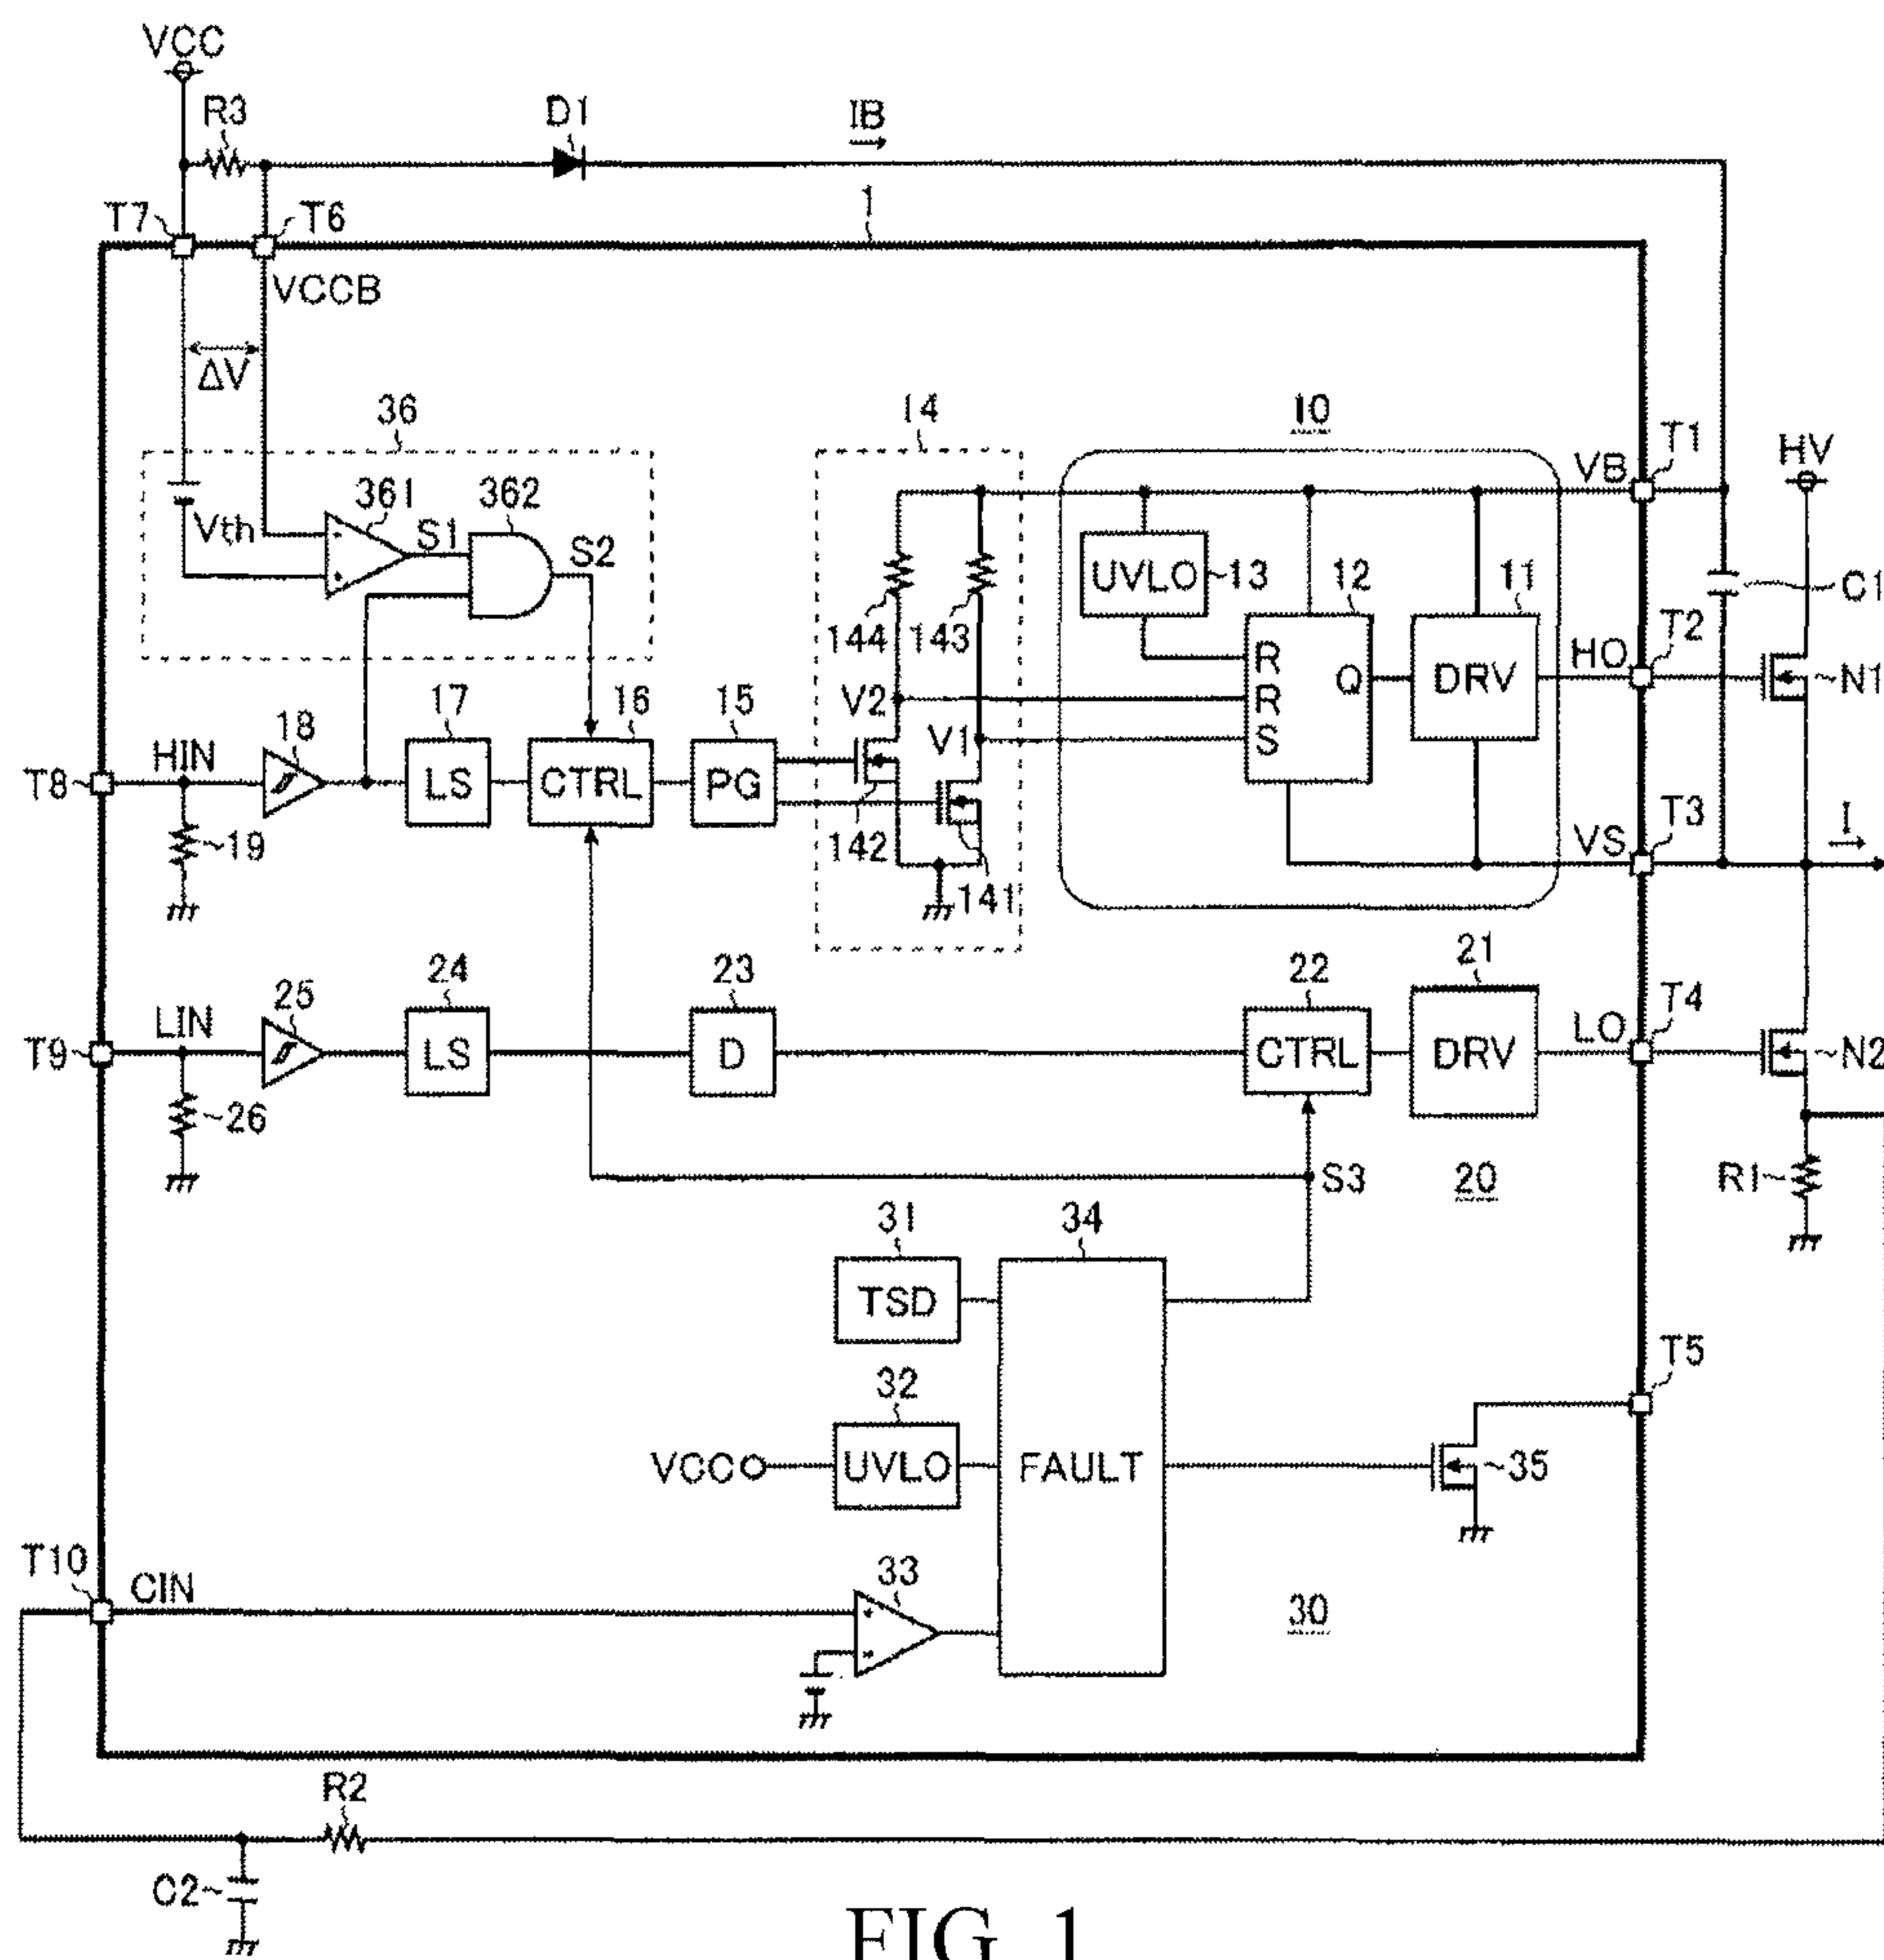 VCC
R3
D1
IB
1
T7
T6
VCCB
ΔV
36
14
10
T1
VB
HV
361
362
Vth
S1
S2
UVLO
13
12
11
C1
144
143
T2
R
HO
R
Q
DRV
N1
S
V2
V1
17
16
15
18
HIN
T8
LS
CTRL
PG
142
141
T3
VS
I
19
24
23
22
21
T4
25
LIN
LO
T9
LS
D
CTRL
DRV
N2
26
S3
20
R1
31
34
TSD
T5
32
VCC
UVLO
FAULT
35
T10
CIN
33
30
R2
C2
FIG. 1